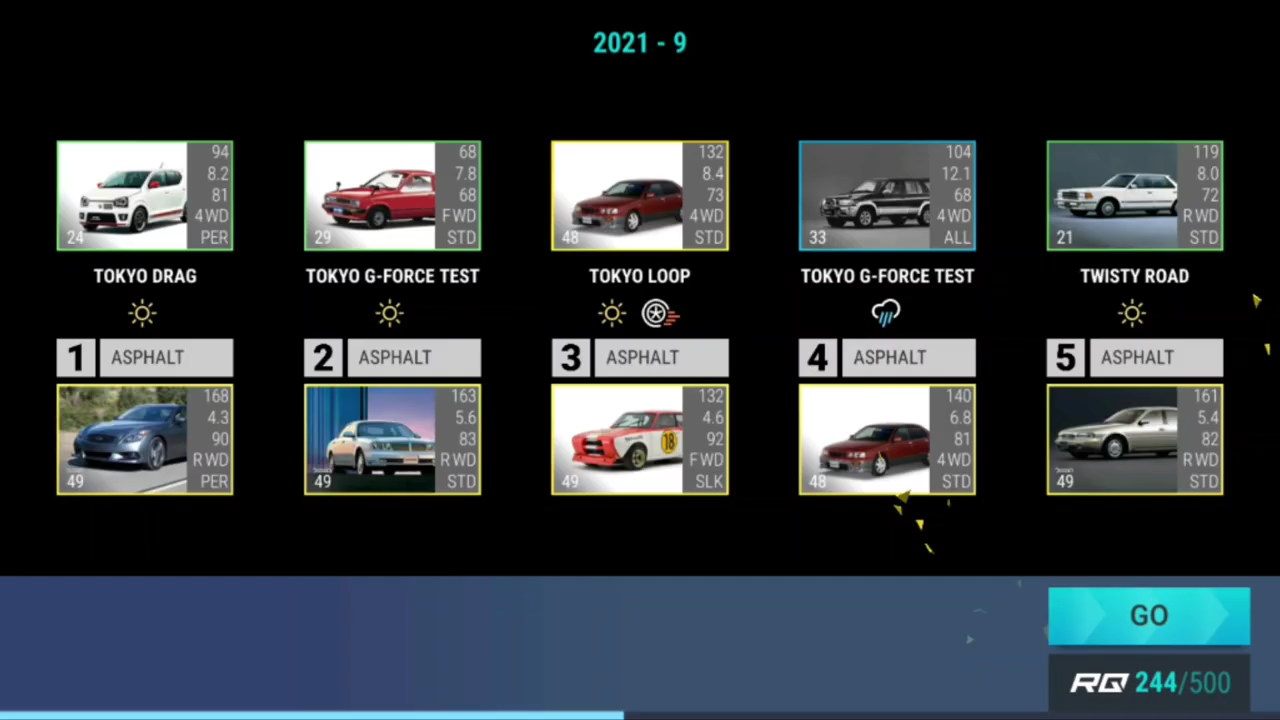 2021 - 9
94
8.2
81
4WD
24 PER
68
7.8
68
FWD
29 STD
132
8.4
73
4WD
48 STD
104
12.1
68
4WD
33 ALL
119
8.0
72
RWD
21 STD
TOKYO DRAG
TOKYO G-FORCE TEST
TOKYO LOOP
TOKYO G-FORCE TEST
TWISTY ROAD
1 ASPHALT
2 ASPHALT
3 ASPHALT
4 ASPHALT
5 ASPHALT
168
4.3
90
RWD
49 PER
163
5.6
83
RWD
49 STD
132
4.6
92
FWD
18
49 SLK
140
6.8
81
4WD
48 STD
161
5.4
82
RWD
49 STD
GO
RQ 244/500